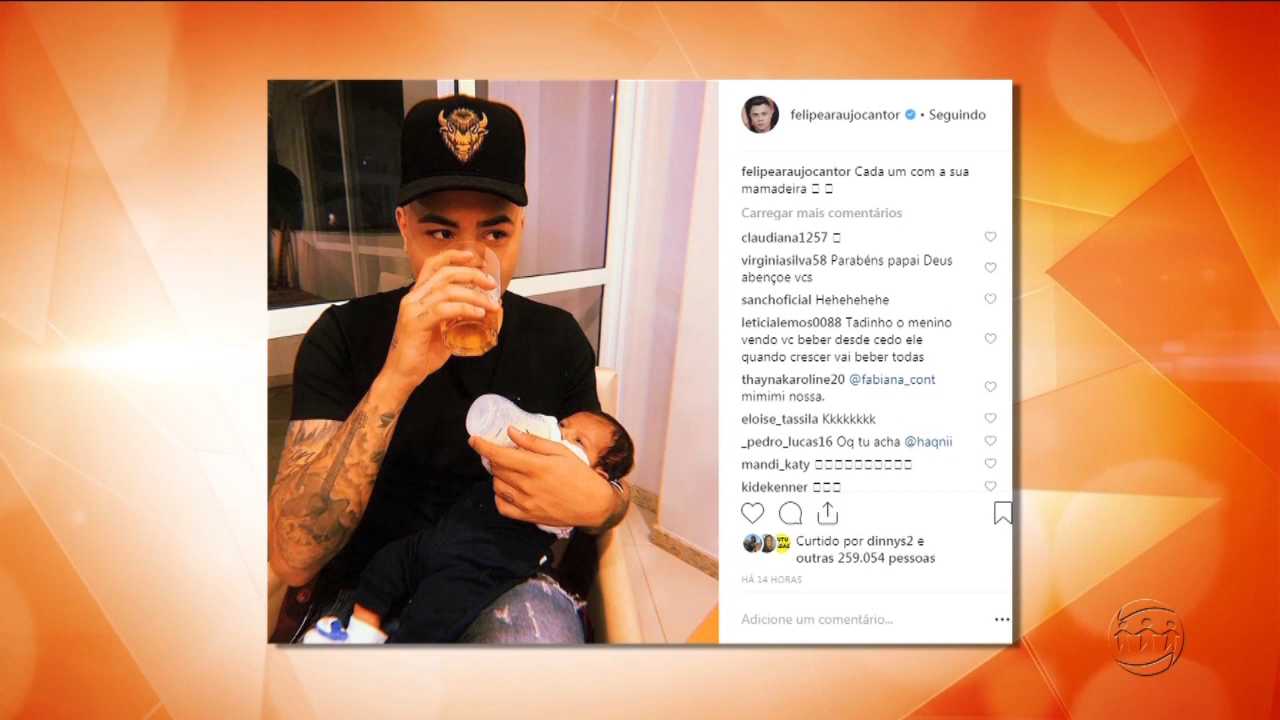 felipearaujocantor • Seguindo
felipearaujocantor Cada um com a sua
mamadeira
Carregar mais comentários
claudiana1257
virginiasilva58 Parabéns papai Deus
abençoe vcs
sanchoficial Hehehehehe
leticialemos0088 Tadinho o menino
vendo vc beber desde cedo ele
quando crescer vai beber todas
thaynakaroline20 @fabiana_cont
mimimi nossa.
eloise_tassila Kkkkkkkk
_pedro_lucas16 Oq tu acha @haqnii
mandi_katy
kidekenner
Curtido por dinnys2 e
outras 259.054 pessoas
HÁ 14 HORAS
Adicione um comentário...